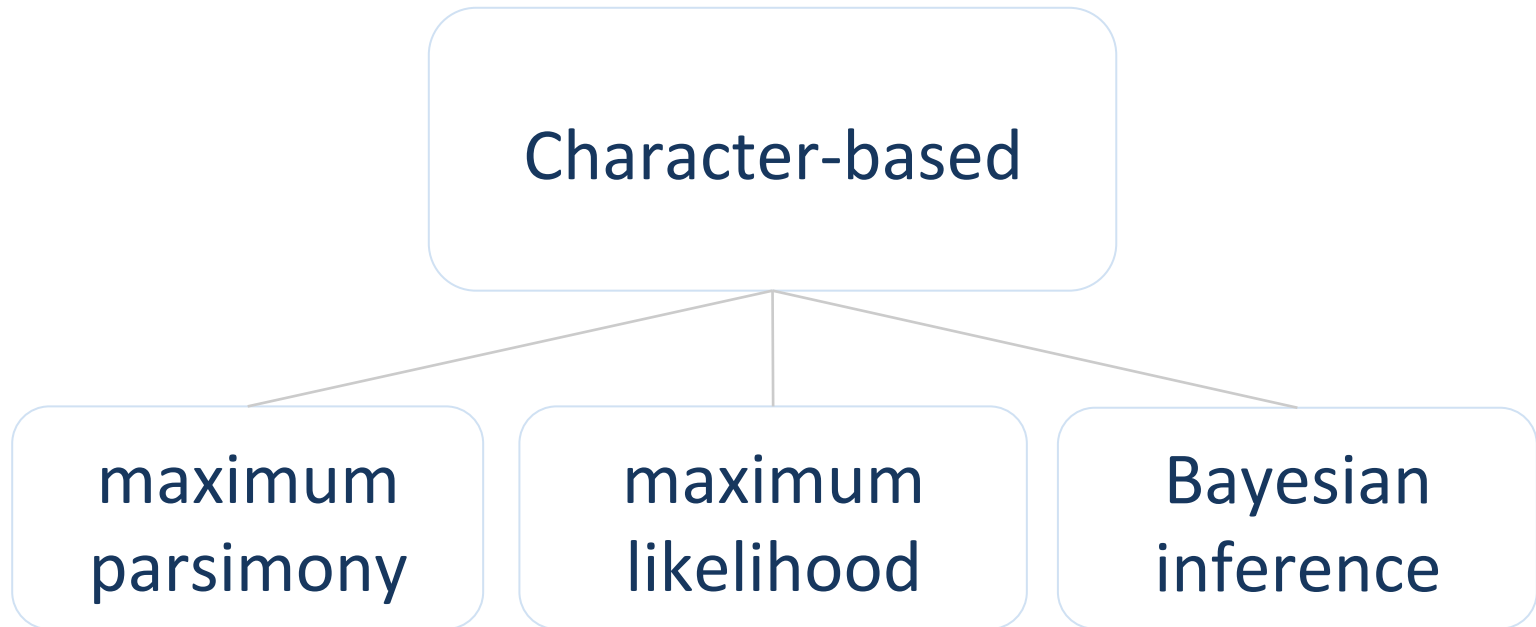 Character-based
maximum
parsimony
maximum
likelihood
Bayesian
inference